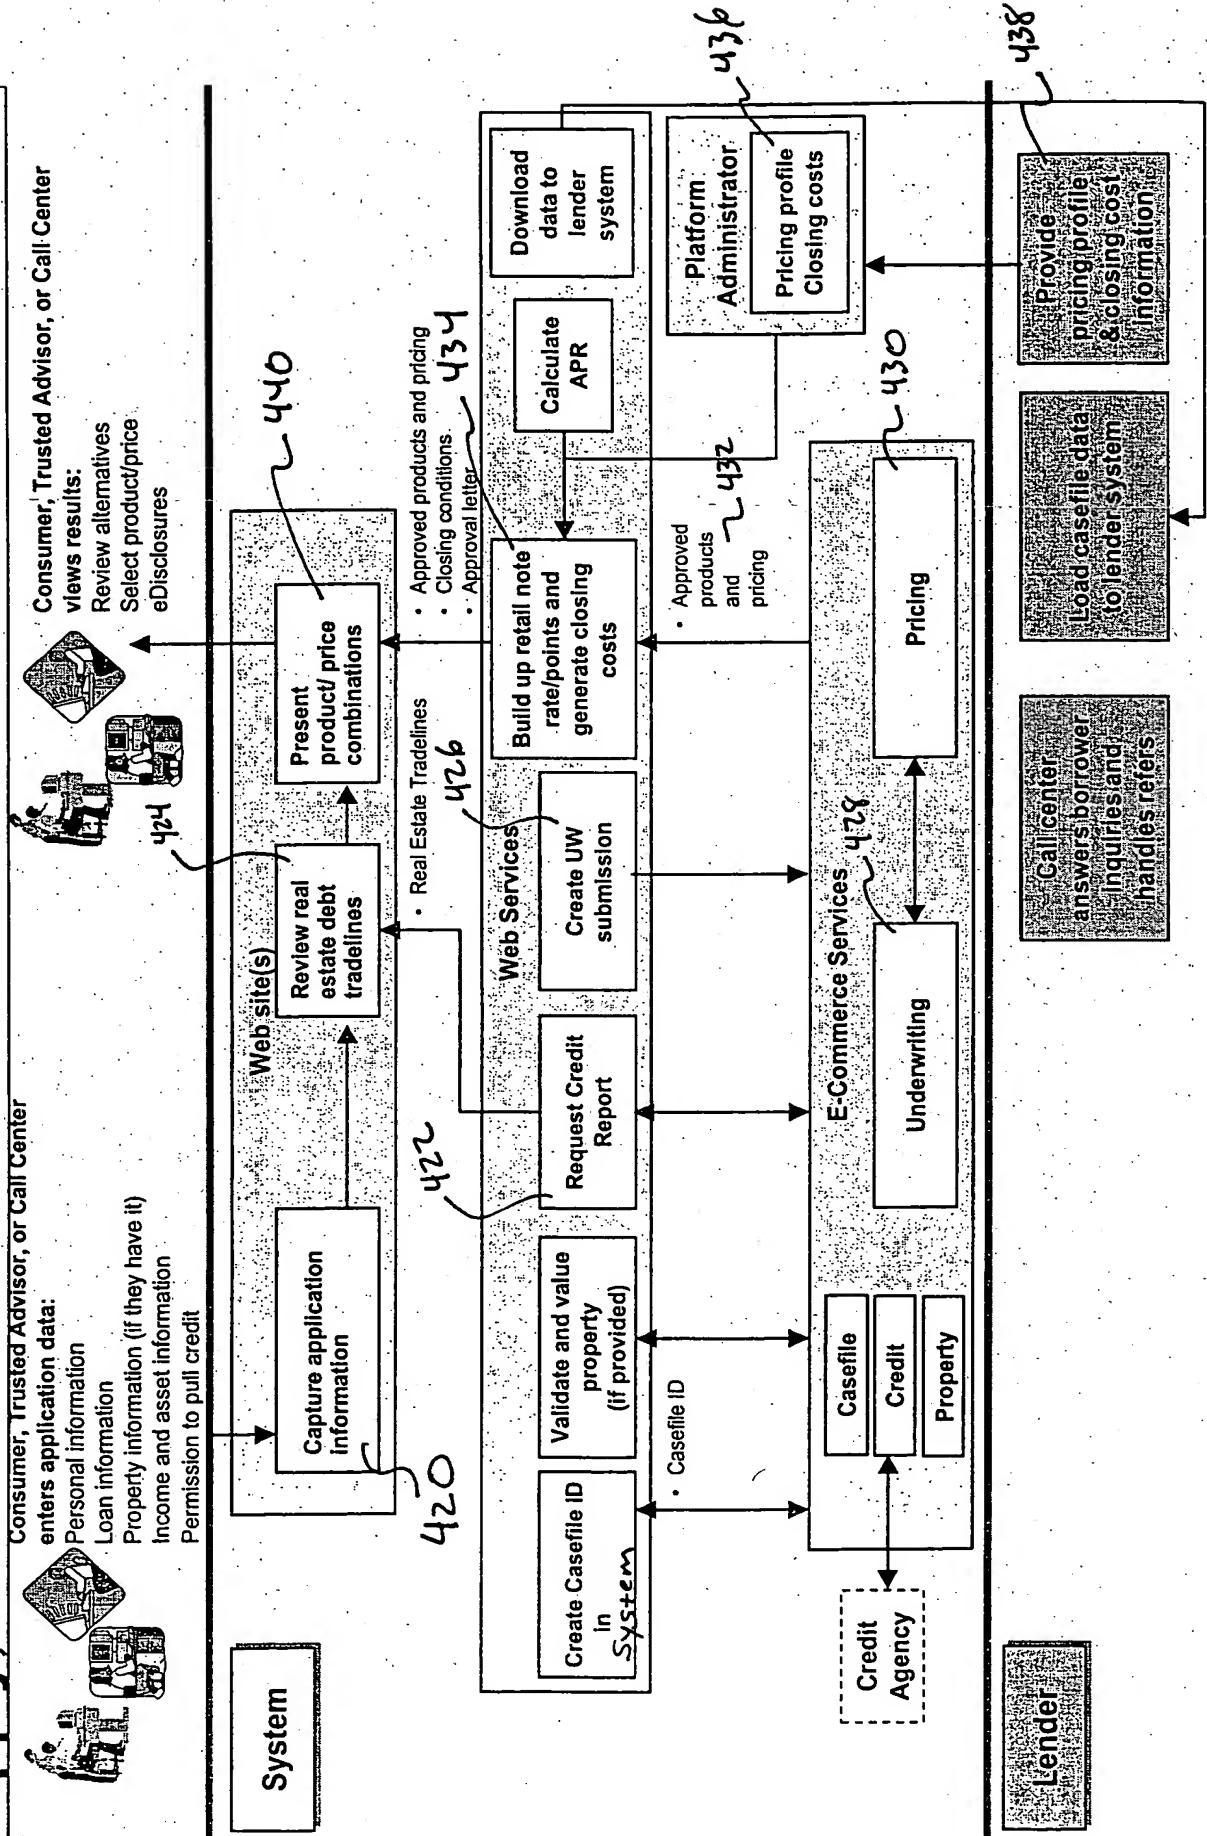 Consumer, Trusted Advisor, or Call Center
enters application data:
Personal information
Loan information
Property information (if they have it)
Income and asset information
Permission to pull credit
Consumer, Trusted Advisor, or Call Center
views results:
Review alternatives
Select product/price
eDisclosures
System
Web site(s)
Capture application
information
420
Review real
estate debt
tradelines
424
Present
product/ price
combinations
440
• Real Estate Tradelines
• Approved products and pricing
• Closing conditions
• Approval letter
434
Web Services
Create Casefile ID
in
System
Validate and value
property
(if provided)
Request Credit
Report
422
Create UW
submission
426
Build up retail note
rate/points and
generate closing
costs
Calculate
APR
Download
data to
lender
system
• Casefile ID
• Approved
products
and
pricing
432
Platform
Administrator
Pricing profile
Closing costs
436
E-Commerce Services
Casefile
Credit
Property
Underwriting
428
Pricing
430
Credit
Agency
Lender
Call center
answers borrower
inquiries and
handles refers
Load casefile data
to lender system
Provide
pricing profile
& closing cost
information
438